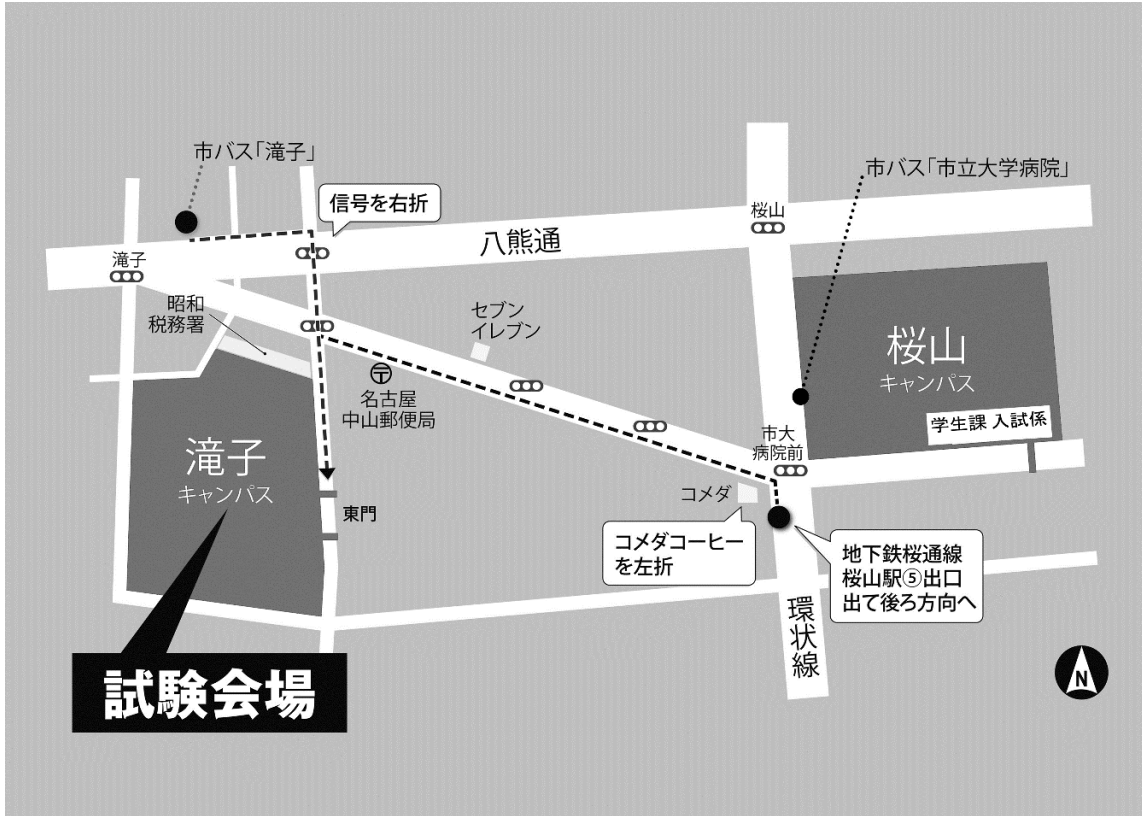 市バス「滝子」
信号を右折
市バス「市立大学病院」
桜山
八熊通
滝子
昭和
税務署
セブン
イレブン
〒
名古屋
中山郵便局
桜山
キャンパス
学生課 入試係
市大
病院前
滝子
キャンパス
東門
コメダ
コメダコーヒー
を左折
地下鉄桜通線
桜山駅⑤出口
出て後ろ方向へ
環状線
試験会場
N